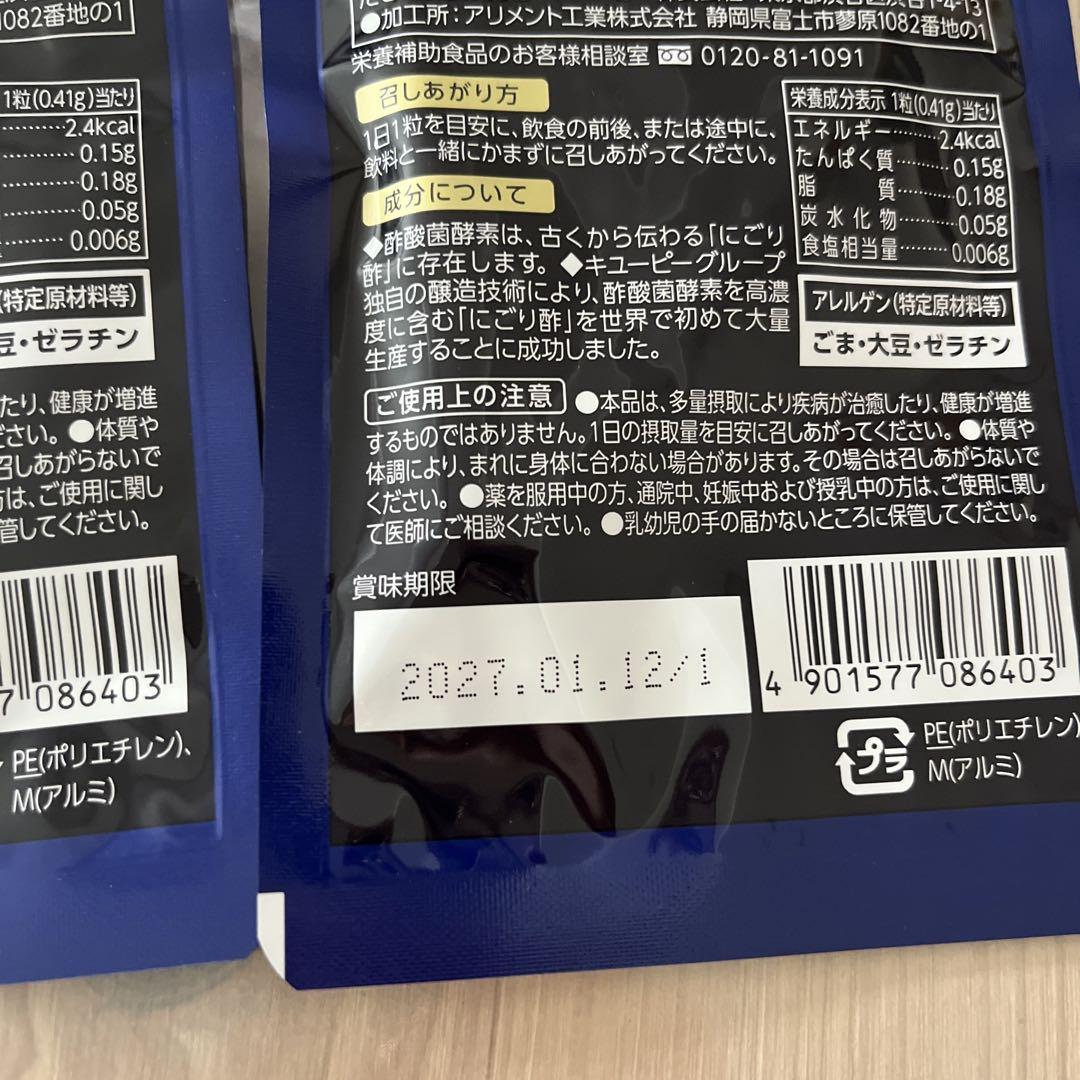 ●加工所：アリメント工業株式会社 静岡県富士市蓼原1082番地の1
栄養補助食品のお客様相談室 0120-81-1091
召しあがり方
1日1粒を目安に、飲食の前後、または途中に、
飲料と一緒にかまずに召しあがってください。
成分について
◆酢酸菌酵素は、古くから伝わる「にごり
酢」に存在します。◆キユーピーグループ
独自の醸造技術により、酢酸菌酵素を高濃
度に含む「にごり酢」を世界で初めて大量
生産することに成功しました。
栄養成分表示 1粒(0.41g)当たり
エネルギー 2.4kcal
たんぱく質 0.15g
脂質 0.18g
炭水化物 0.05g
食塩相当量 0.006g
アレルゲン（特定原材料等）
ごま・大豆・ゼラチン
ご使用上の注意 ●本品は、多量摂取により疾病が治癒したり、健康が増進
するものではありません。1日の摂取量を目安に召しあがってください。●体質や
体調により、まれに身体に合わない場合があります。その場合は召しあがらないで
ください。●薬を服用中の方、通院中、妊娠中および授乳中の方は、ご使用に関し
て医師にご相談ください。●乳幼児の手の届かないところに保管してください。
賞味期限
2027.01.12/1
4 901577 086403
プラ
PE(ポリエチレン)
M(アルミ)
082番地の1
1粒(0.41g)当たり
2.4kcal
0.15g
0.18g
0.05g
0.006g
（特定原材料等）
豆・ゼラチン
たり、健康が増進
ださい。●体質や
召しあがらないで
方は、ご使用に関し
管してください。
7 086403
PE(ポリエチレン)、
M(アルミ)